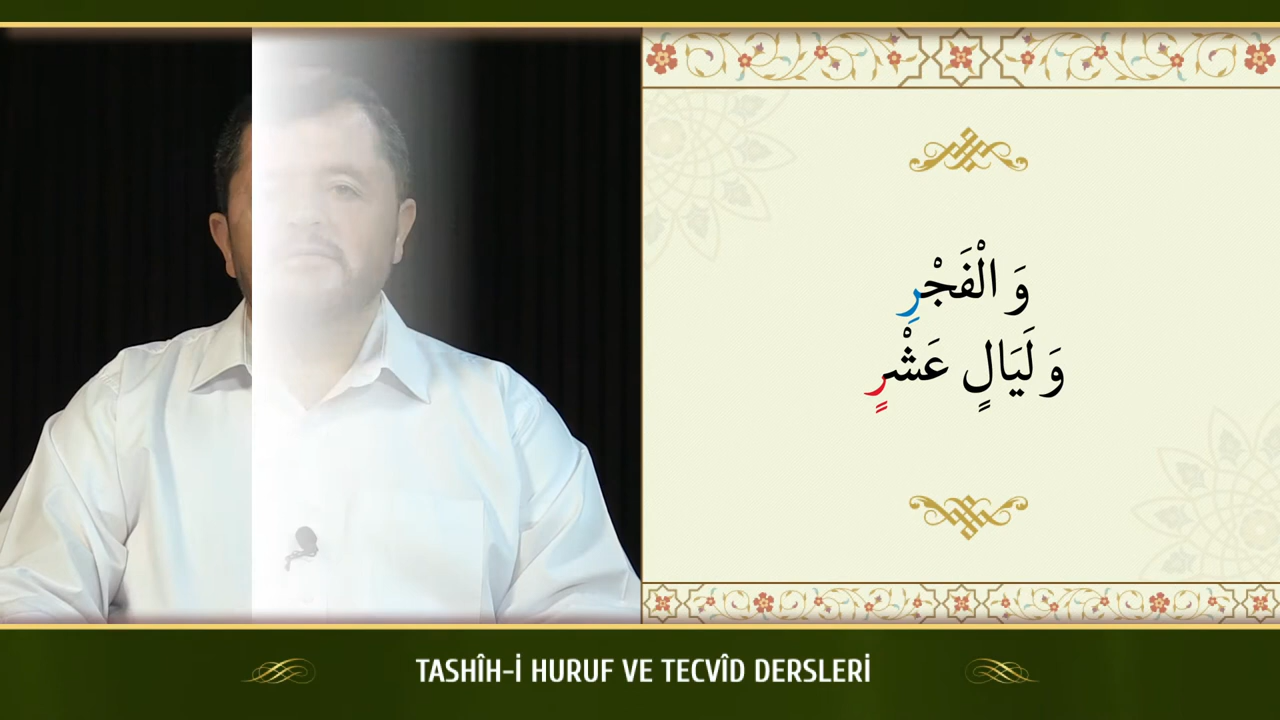 وَ الْفَجْرِ
وَ لَيَالٍ عَشْرٍ
TASHÎH-İ HURUF VE TECVÎD DERSLERİ